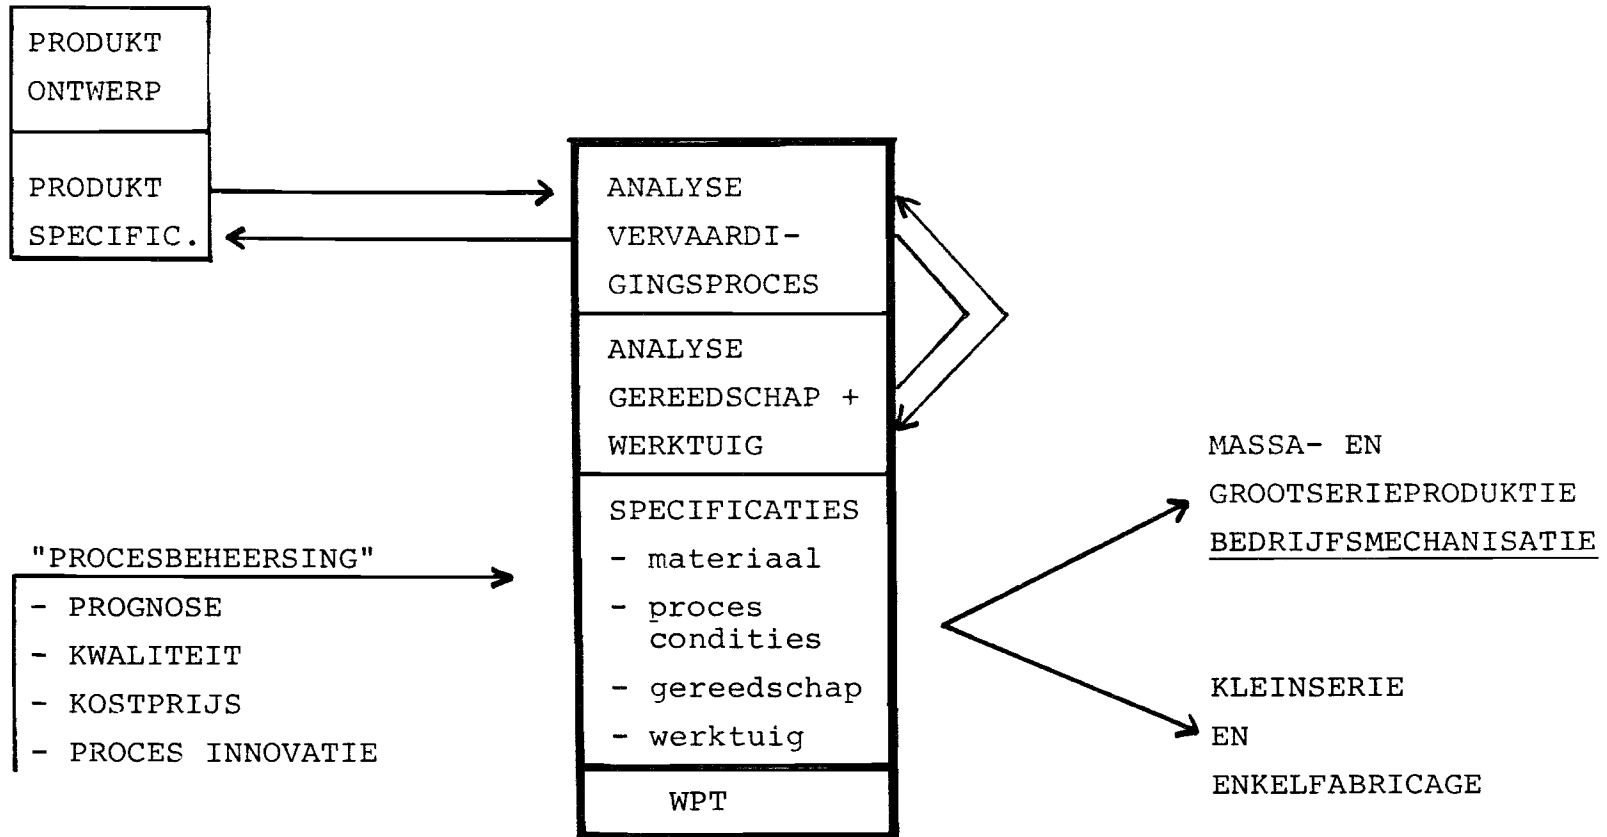 PRODUKT
ONTWERP
PRODUKT
SPECIFIC.
ANALYSE
VERVAARDI-
GINGSPROCES
ANALYSE
GEREEDSCHAP +
WERKTUIG
SPECIFICATIES
- materiaal
- proces
condities
- gereedschap
- werktuig
WPT
"PROCESBEHEERSING"
- PROGNOSE
- KWALITEIT
- KOSTPRIJS
- PROCES INNOVATIE
MASSA- EN
GROOTSERIEPRODUKTIE
BEDRIJFSMECHANISATIE
KLEINSERIE
EN
ENKELFABRICAGE